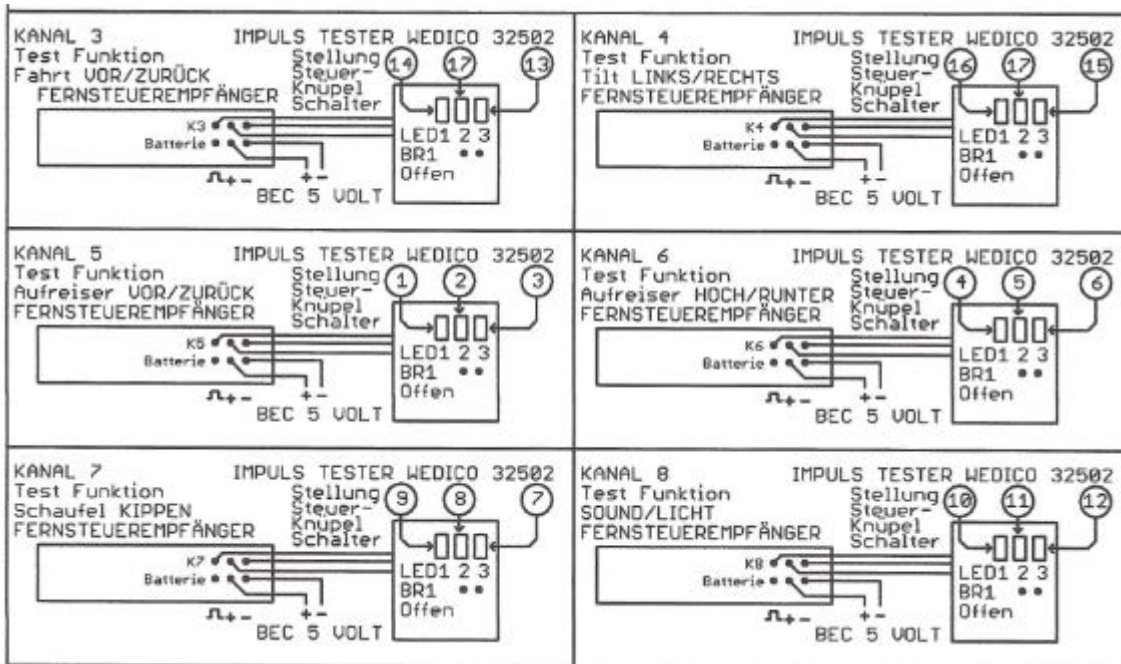 KANAL 3 IMPULS TESTER WEDICO 32502
Test Funktion Stellung 14 17 13
Fahrt VOR/ZURÜCK Steuer-
FERNSTEUEREMPFÄNGER Knüpel
Schalter
K3 LED1 2 3
Batterie BR1
Offen
+ - + -
BEC 5 VOLT
KANAL 4 IMPULS TESTER WEDICO 32502
Test Funktion Stellung 16 17 15
Tilt LINKS/RECHTS Steuer-
FERNSTEUEREMPFÄNGER Knüpel
Schalter
K4 LED1 2 3
Batterie BR1
Offen
+ - + -
BEC 5 VOLT
KANAL 5 IMPULS TESTER WEDICO 32502
Test Funktion Stellung 1 2 3
Aufreiser VOR/ZURÜCK Steuer-
FERNSTEUEREMPFÄNGER Knüpel
Schalter
K5 LED1 2 3
Batterie BR1
Offen
+ - + -
BEC 5 VOLT
KANAL 6 IMPULS TESTER WEDICO 32502
Test Funktion Stellung 4 5 6
Aufreiser HOCH/RUNTER Steuer-
FERNSTEUEREMPFÄNGER Knüpel
Schalter
K6 LED1 2 3
Batterie BR1
Offen
+ - + -
BEC 5 VOLT
KANAL 7 IMPULS TESTER WEDICO 32502
Test Funktion Stellung 9 8 7
Schaufel KIPPEN Steuer-
FERNSTEUEREMPFÄNGER Knüpel
Schalter
K7 LED1 2 3
Batterie BR1
Offen
+ - + -
BEC 5 VOLT
KANAL 8 IMPULS TESTER WEDICO 32502
Test Funktion Stellung 10 11 12
SOUND/LICHT Steuer-
FERNSTEUEREMPFÄNGER Knüpel
Schalter
K8 LED1 2 3
Batterie BR1
Offen
+ - + -
BEC 5 VOLT